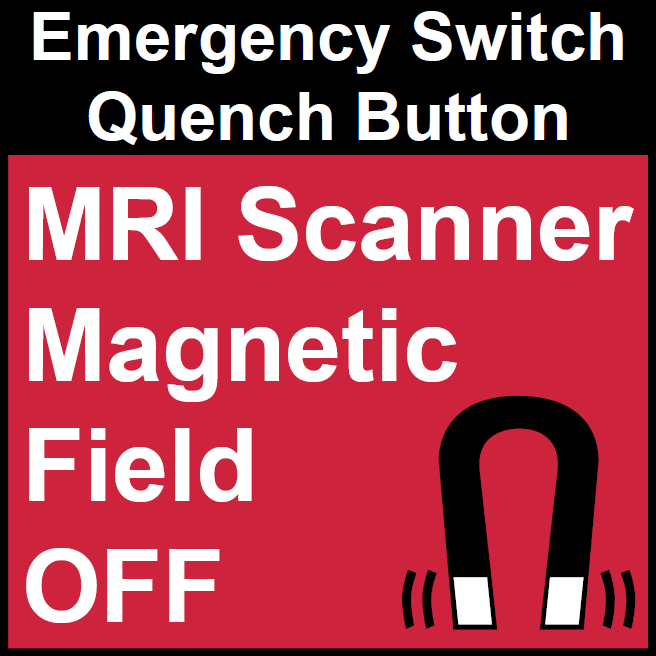 Emergency Switch
Quench Button
MRI Scanner
Magnetic
Field
OFF